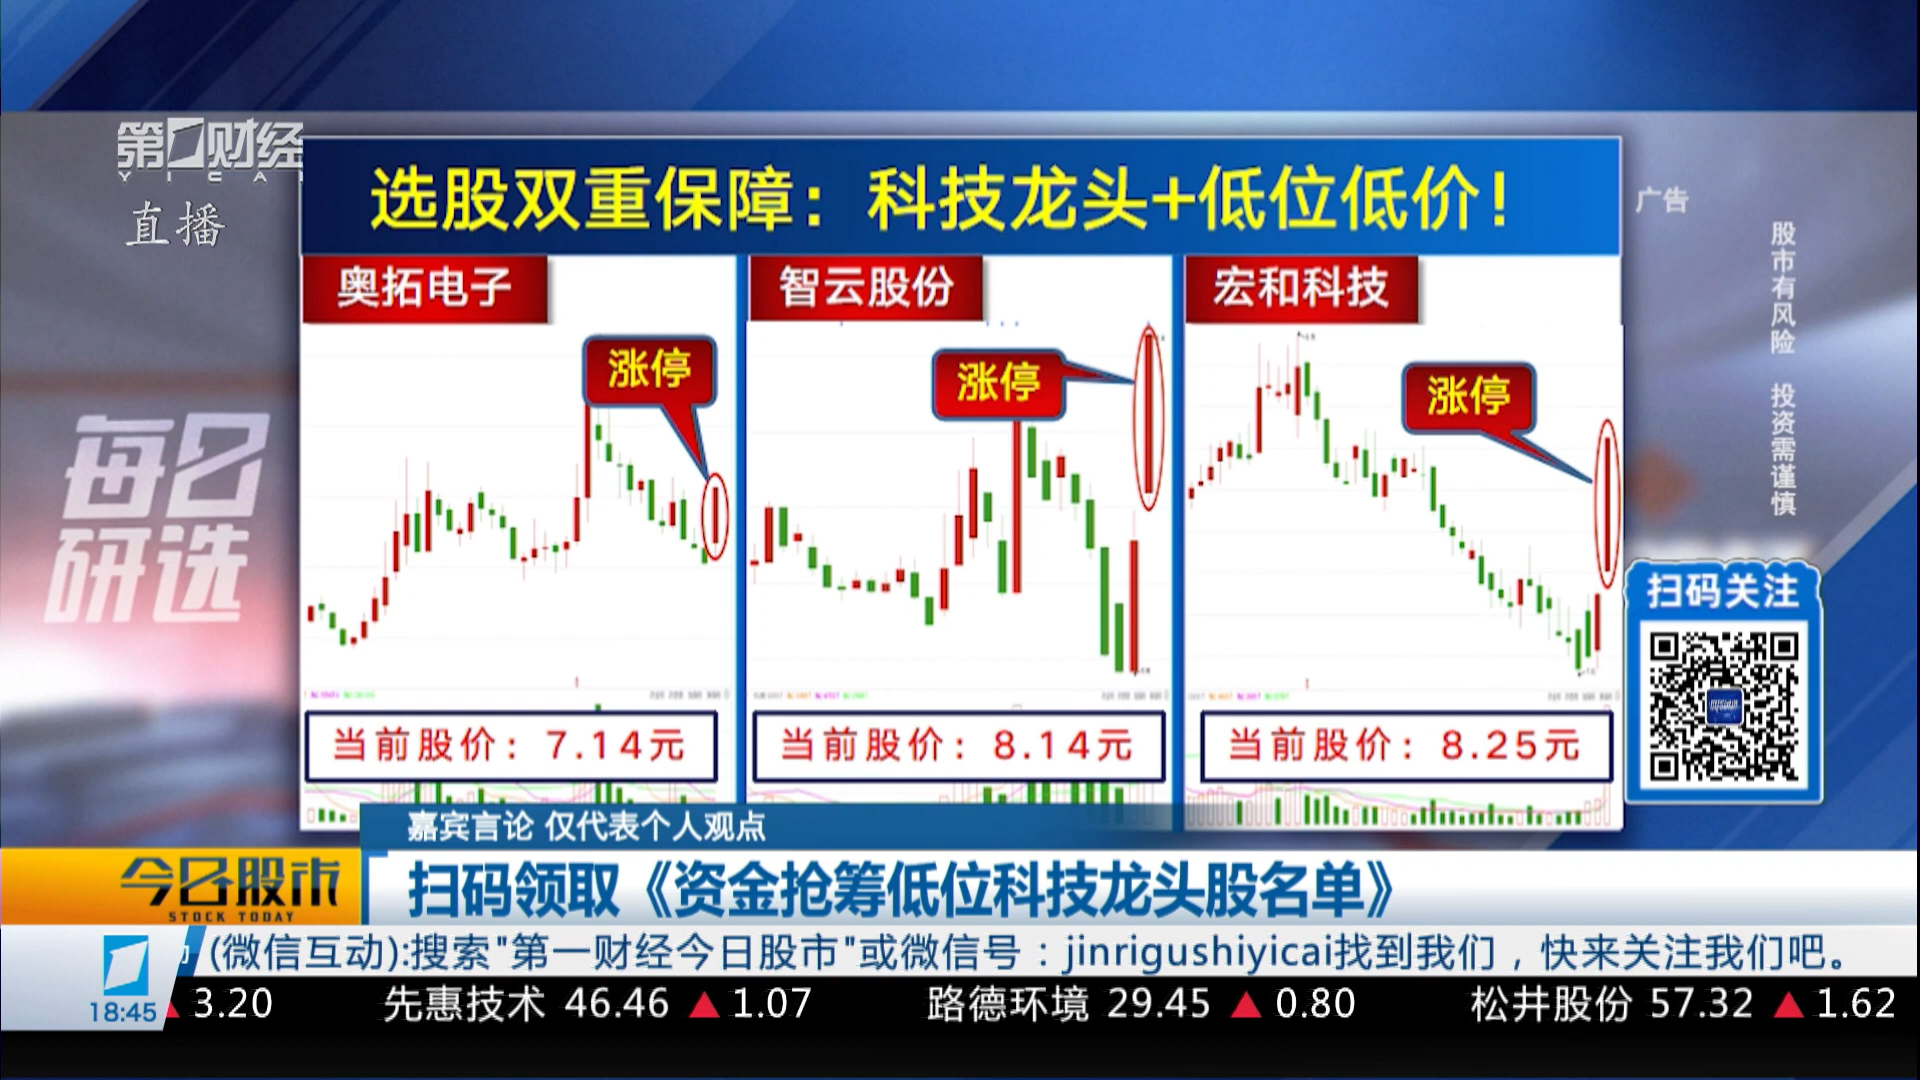 第一财经
YICAI
直播
选股双重保障：科技龙头+低位低价！
广告
股市有风险 投资需谨慎
奥拓电子
智云股份
宏和科技
涨停
涨停
涨停
每日
研选
扫码关注
当前股价：7.14元
当前股价：8.14元
当前股价：8.25元
嘉宾言论 仅代表个人观点
今日股市
STOCK TODAY
扫码领取《资金抢筹低位科技龙头股名单》
(微信互动):搜索"第一财经今日股市"或微信号：jinrigushiyicai找到我们，快来关注我们吧。
18:45
▲ 3.20 先惠技术 46.46 ▲ 1.07 路德环境 29.45 ▲ 0.80 松井股份 57.32 ▲ 1.62